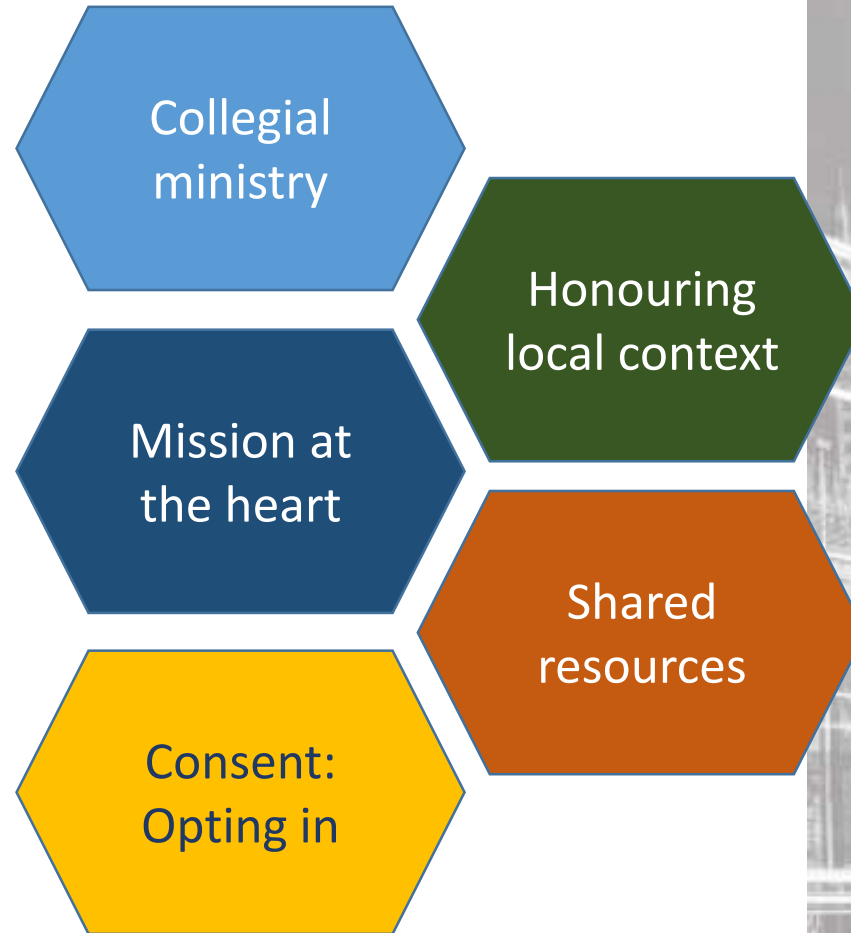 Collegial
ministry
Honouring
local context
Mission at
the heart
Shared
resources
Consent:
Opting in